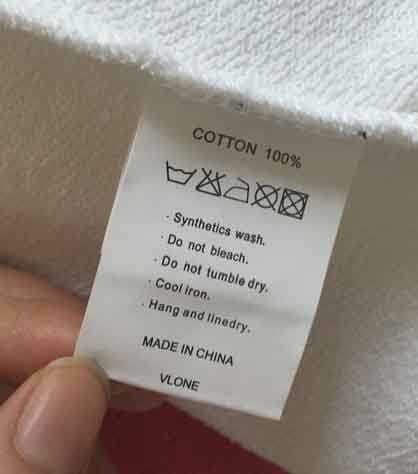 COTTON 100%
· Synthetics wash.
· Do not bleach.
· Do not tumble dry.
· Cool iron.
· Hang and linedry.
MADE IN CHINA
VLONE